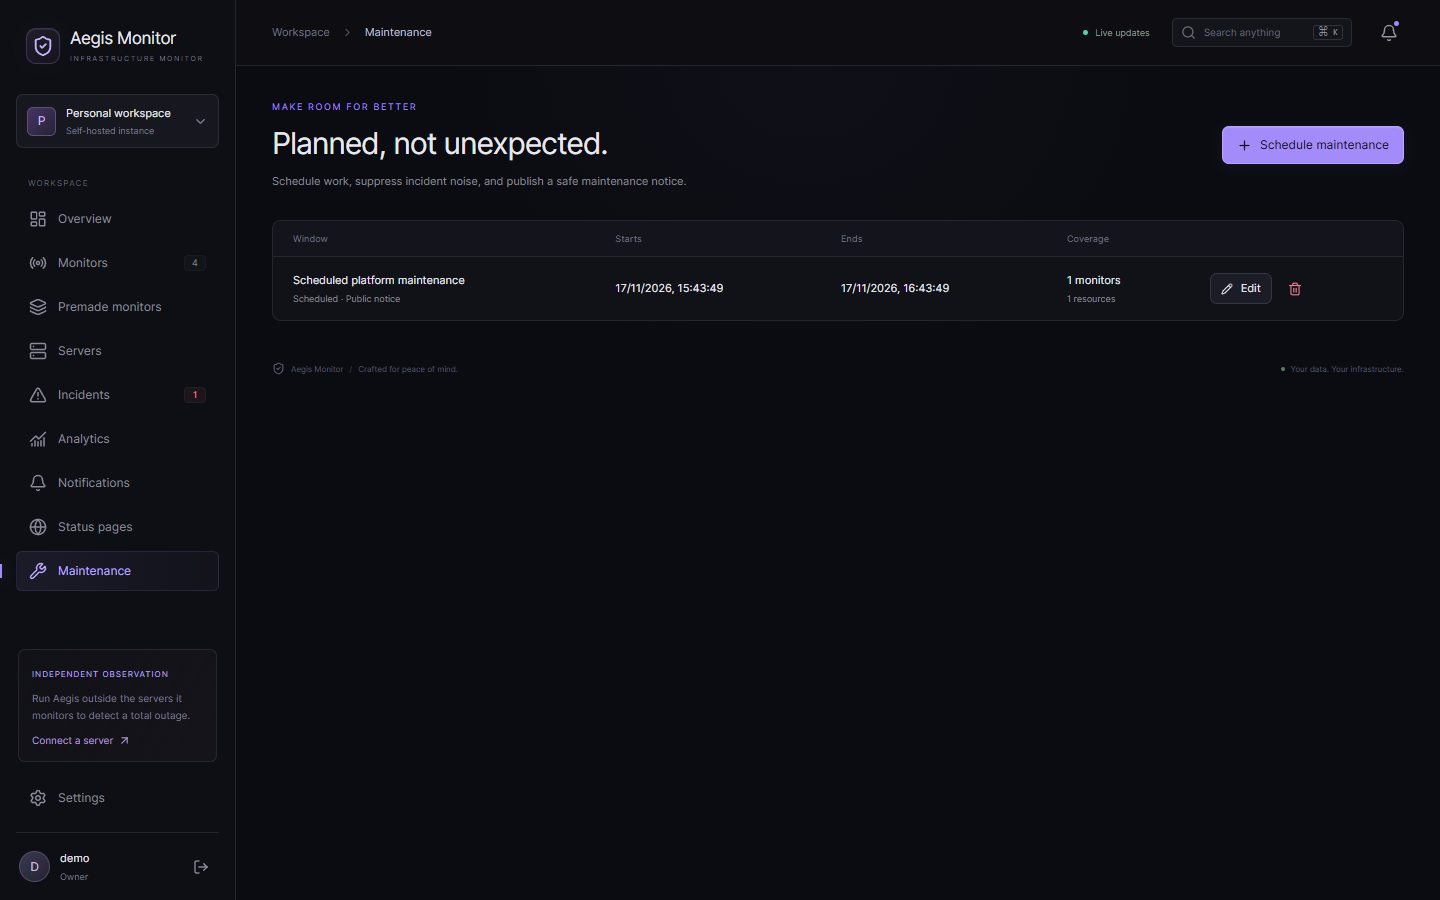 Aegis Monitor
INFRASTRUCTURE MONITOR
P
Personal workspace
Self-hosted instance
WORKSPACE
Overview
Monitors 4
Premade monitors
Servers
Incidents 1
Analytics
Notifications
Status pages
Maintenance
INDEPENDENT OBSERVATION
Run Aegis outside the servers it
monitors to detect a total outage.
Connect a server
Settings
D
demo
Owner
Workspace > Maintenance
Live updates
Search anything ⌘ K
MAKE ROOM FOR BETTER
Planned, not unexpected.
Schedule work, suppress incident noise, and publish a safe maintenance notice.
+ Schedule maintenance
Window Starts Ends Coverage
Scheduled platform maintenance 17/11/2026, 15:43:49 17/11/2026, 16:43:49 1 monitors Edit
Scheduled · Public notice 1 resources
Aegis Monitor / Crafted for peace of mind.
Your data. Your infrastructure.